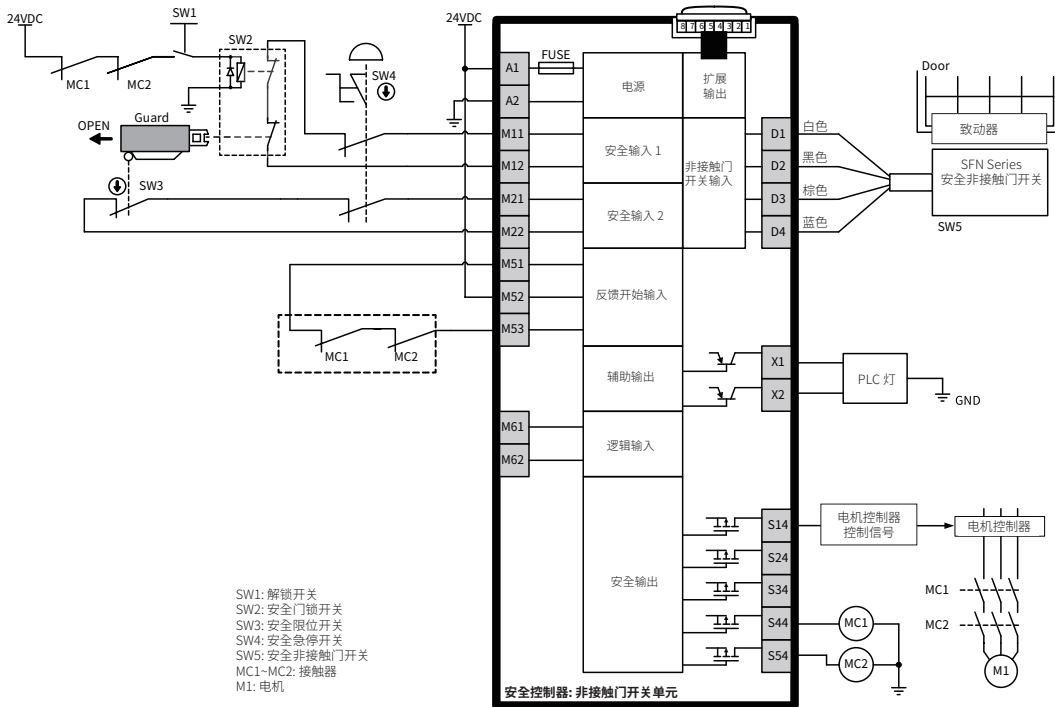 24VDC
SW1
MC1
MC2
SW2
SW4
OPEN
Guard
SW3
MC1
MC2
24VDC
FUSE
A1
A2
M11
M12
M21
M22
M51
M52
M53
M61
M62
电源
安全输入 1
安全输入 2
反馈开始输入
辅助输出
逻辑输入
安全输出
8 7 6 5 4 3 2 1
扩展
输出
非接触门
开关输入
D1
D2
D3
D4
白色
黑色
棕色
蓝色
Door
致动器
SFN Series
安全非接触门开关
SW5
X1
X2
PLC 灯
GND
S14
S24
S34
S44
S54
电机控制器
控制信号
电机控制器
MC1
MC2
MC1
MC2
M1
SW1: 解锁开关
SW2: 安全门锁开关
SW3: 安全限位开关
SW4: 安全急停开关
SW5: 安全非接触门开关
MC1~MC2: 接触器
M1: 电机
安全控制器: 非接触门开关单元